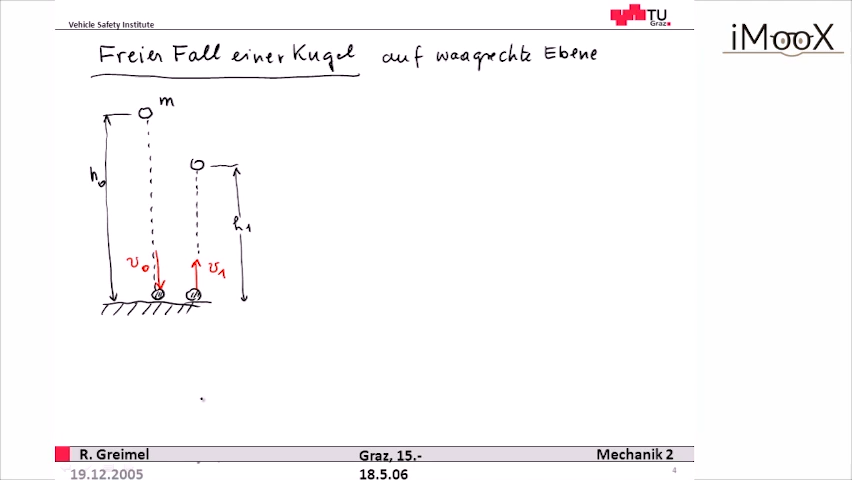 Vehicle Safety Institute
TU
Graz
iMooX
Freier Fall einer Kugel auf waagrechte Ebene
m
h₀
h₁
v₀
v₁
R. Greimel
Graz, 15.-
Mechanik 2
19.12.2005
18.5.06
4